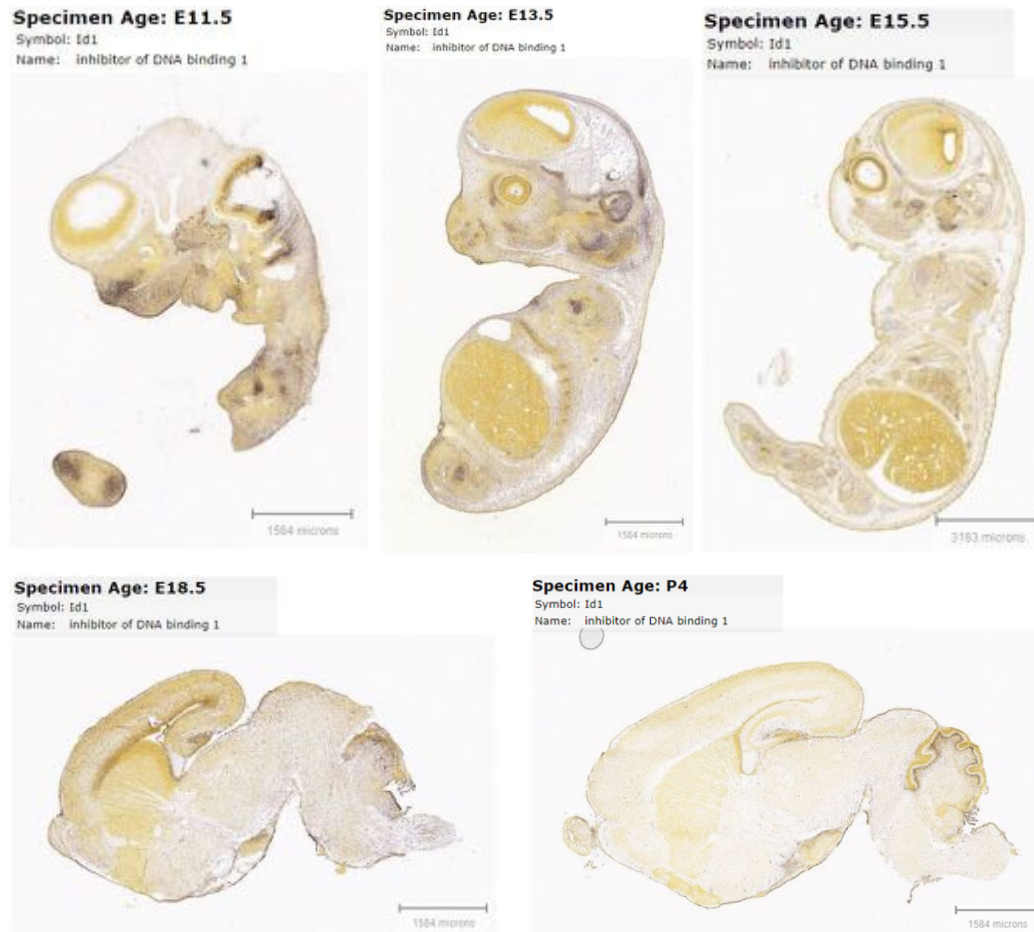 Specimen Age: E11.5
Symbol: Id1
Name: inhibitor of DNA binding 1
1584 microns
Specimen Age: E13.5
Symbol: Id1
Name: inhibitor of DNA binding 1
1584 microns
Specimen Age: E15.5
Symbol: Id1
Name: inhibitor of DNA binding 1
3183 microns
Specimen Age: E18.5
Symbol: Id1
Name: inhibitor of DNA binding 1
1584 microns
Specimen Age: P4
Symbol: Id1
Name: inhibitor of DNA binding 1
1584 microns